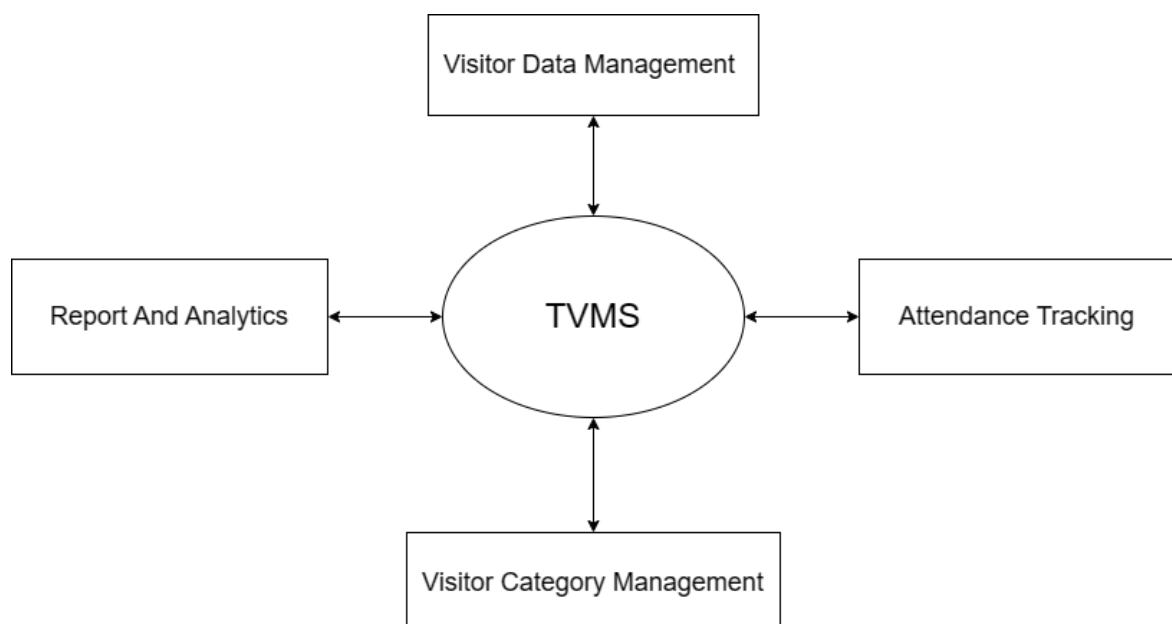 Visitor Data Management
Report And Analytics
TVMS
Attendance Tracking
Visitor Category Management